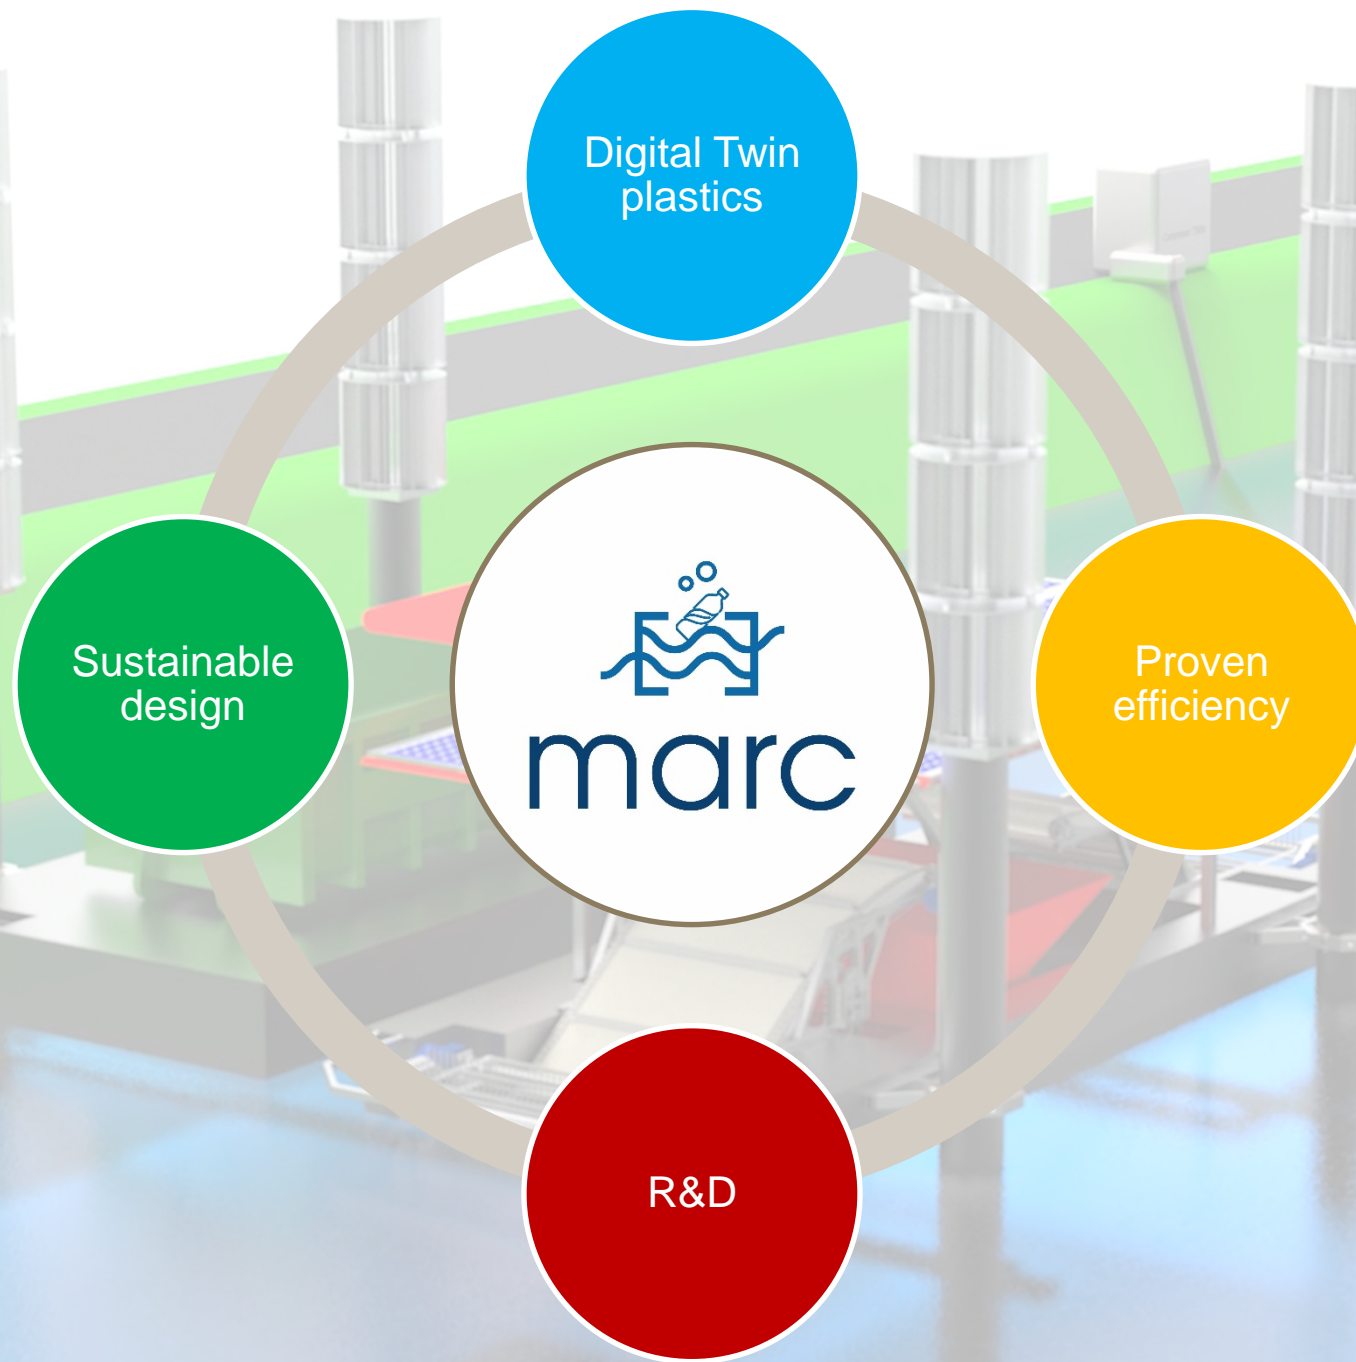 Digital Twin
plastics
Sustainable
design
marc
Proven
efficiency
R&D